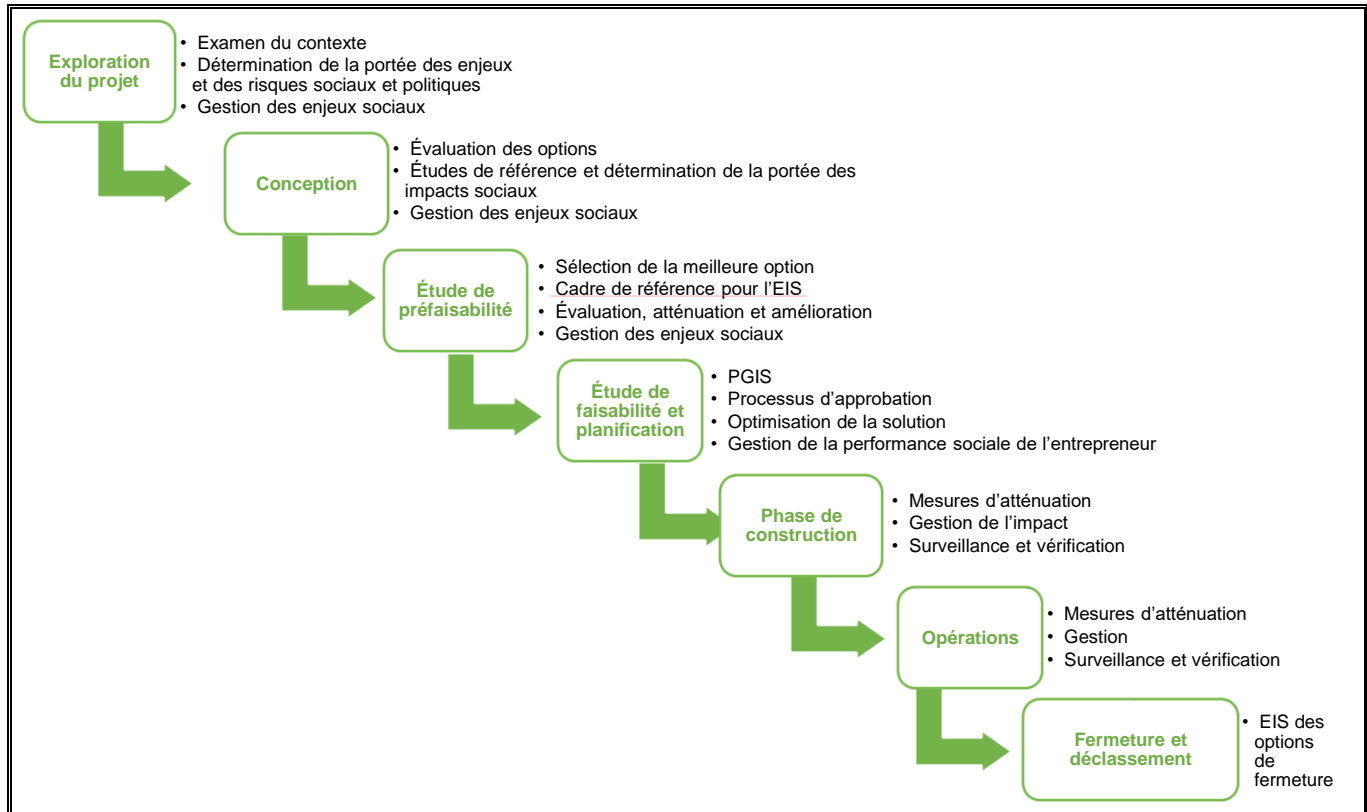 Exploration
du projet
• Examen du contexte
• Détermination de la portée des enjeux
et des risques sociaux et politiques
• Gestion des enjeux sociaux
Conception
• Évaluation des options
• Études de référence et détermination de la portée des
impacts sociaux
• Gestion des enjeux sociaux
Étude de
préfaisabilité
• Sélection de la meilleure option
• Cadre de référence pour l’EIS
• Évaluation, atténuation et amélioration
• Gestion des enjeux sociaux
Étude de
faisabilité et
planification
• PGIS
• Processus d’approbation
• Optimisation de la solution
• Gestion de la performance sociale de l’entrepreneur
Phase de
construction
• Mesures d’atténuation
• Gestion de l’impact
• Surveillance et vérification
Opérations
• Mesures d’atténuation
• Gestion
• Surveillance et vérification
Fermeture et
déclassement
• EIS des
options
de
fermeture